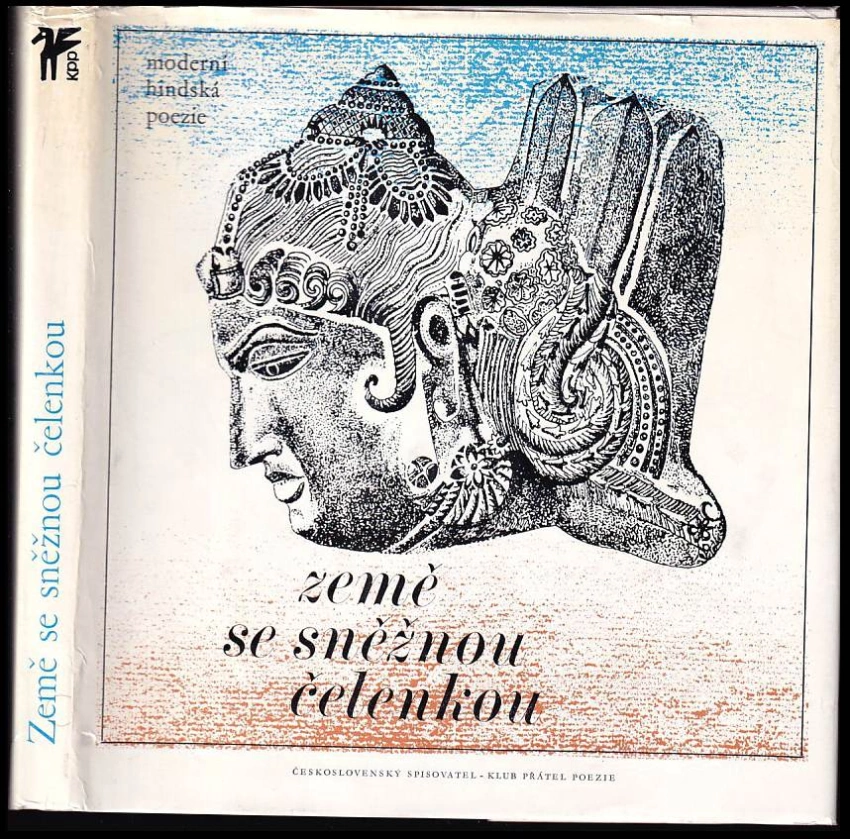 kpp
Země se sněžnou čelenkou
moderní
hindská
poezie
země
se sněžnou
čelenkou
ČESKOSLOVENSKÝ SPISOVATEL - KLUB PŘÁTEL POEZIE